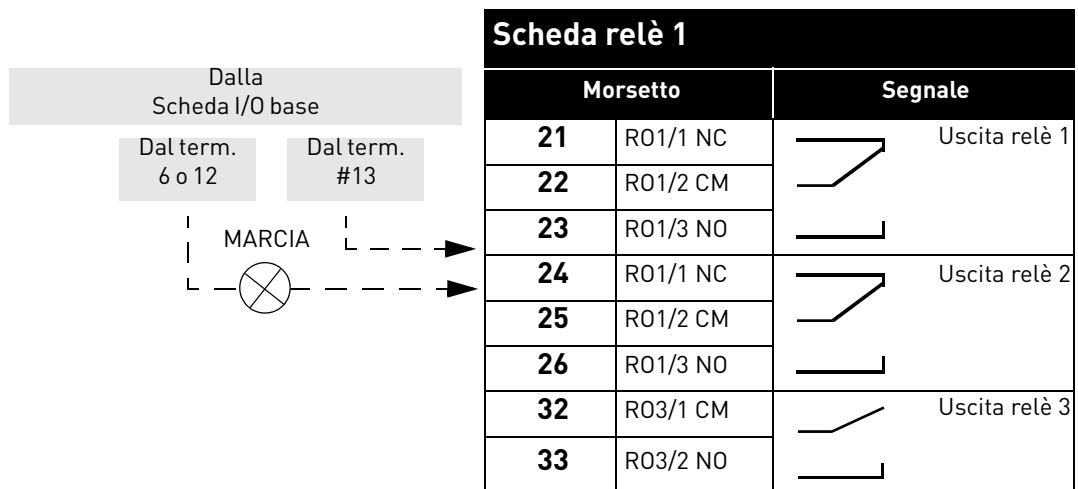 Scheda relè 1
Dalla
Scheda I/O base
Morsetto Segnale
Dal term.
6 o 12
Dal term.
#13
MARCIA
21 RO1/1 NC Uscita relè 1
22 RO1/2 CM
23 RO1/3 NO
24 RO1/1 NC Uscita relè 2
25 RO1/2 CM
26 RO1/3 NO
32 RO3/1 CM Uscita relè 3
33 RO3/2 NO